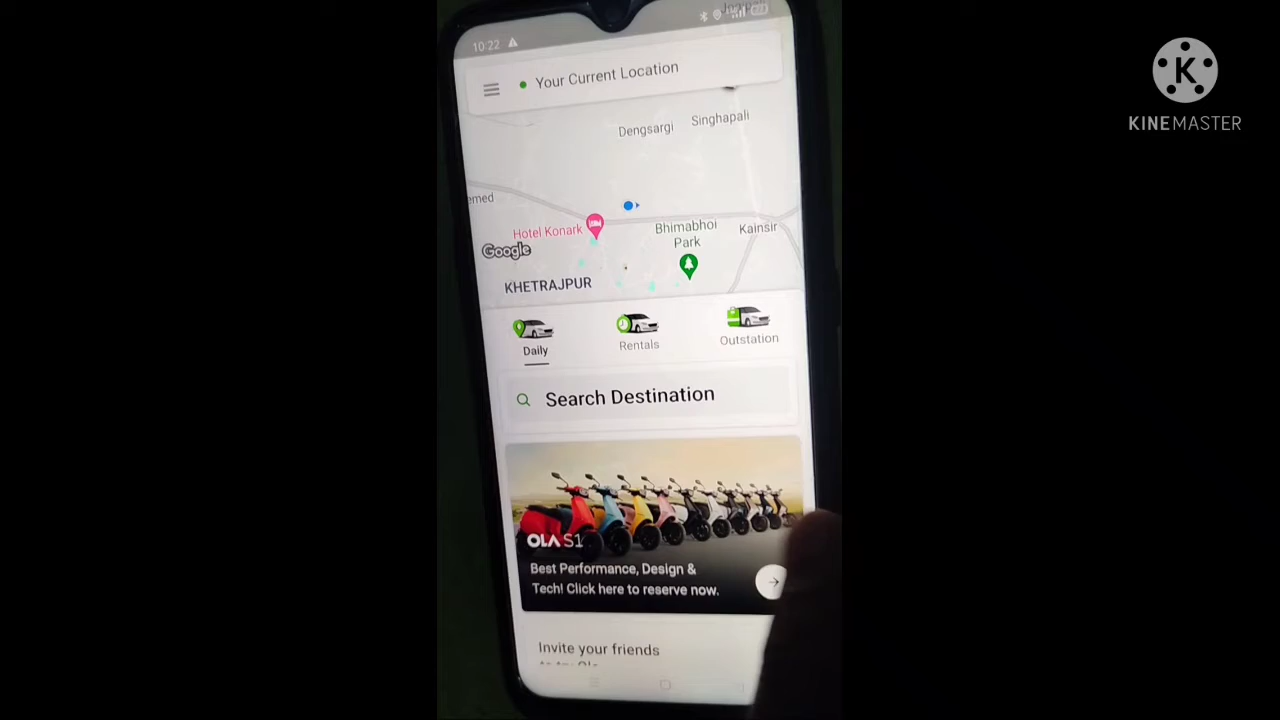 10:22
Your Current Location
Dengsargi
Singhapali
emed
Hotel Konark
Bhimabhoi
Park
Kainsir
Google
KHETRAJPUR
Daily
Rentals
Outstation
Search Destination
OLA S1
Best Performance, Design &
Tech! Click here to reserve now.
Invite your friends
K
KINEMASTER